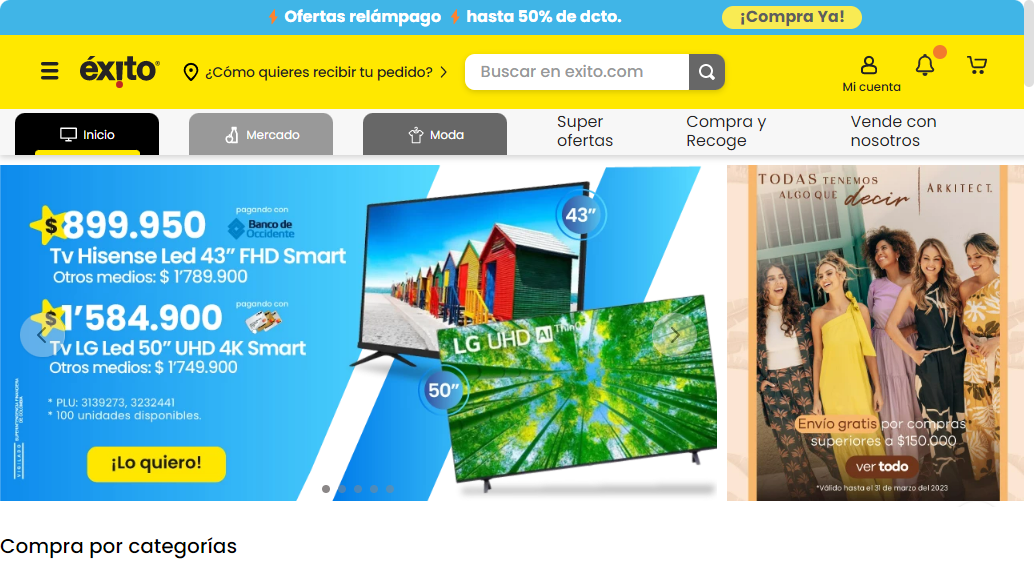 Ofertas relámpago hasta 50% de dcto.
¡Compra Ya!
éxito
¿Cómo quieres recibir tu pedido?
Buscar en exito.com
Mi cuenta
Inicio
Mercado
Moda
Super
ofertas
Compra y
Recoge
Vende con
nosotros
$899.950
pagando con
Banco de
Occidente
Tv Hisense Led 43” FHD Smart
Otros medios: $ 1’789.900
$1’584.900
pagando con
Tv LG Led 50” UHD 4K Smart
Otros medios: $ 1’749.900
* PLU: 3139273, 3232441
* 100 unidades disponibles.
¡Lo quiero!
VIGILADO SUPERINTENDENCIA FINANCIERA
DE COLOMBIA
43”
LG UHD AI ThinQ
50”
TODAS TENEMOS
ALGO QUE decir
ARKITECT.
Envío gratis por compras
superiores a $150.000
ver todo
*Válido hasta el 31 de marzo del 2023
Compra por categorías